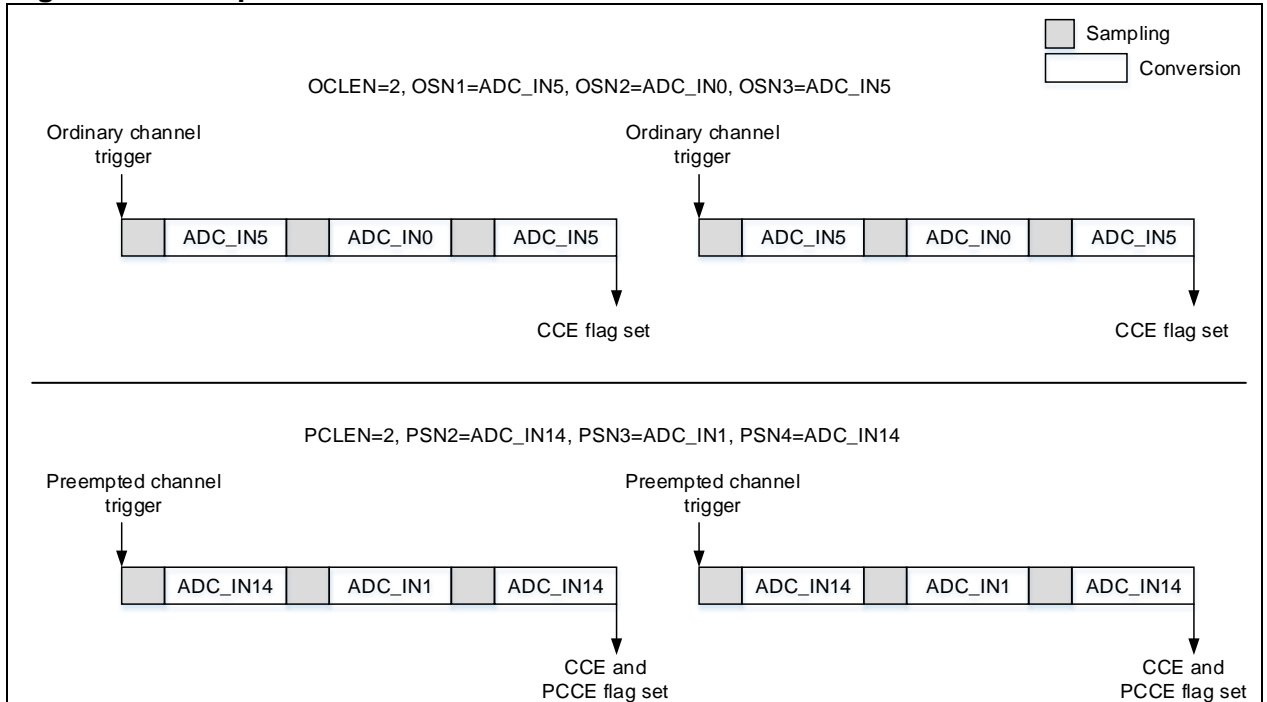 Sampling
Conversion
OCLEN=2, OSN1=ADC_IN5, OSN2=ADC_IN0, OSN3=ADC_IN5
Ordinary channel
trigger
Ordinary channel
trigger
ADC_IN5 ADC_IN0 ADC_IN5
ADC_IN5 ADC_IN0 ADC_IN5
CCE flag set
CCE flag set
PCLEN=2, PSN2=ADC_IN14, PSN3=ADC_IN1, PSN4=ADC_IN14
Preempted channel
trigger
Preempted channel
trigger
ADC_IN14 ADC_IN1 ADC_IN14
ADC_IN14 ADC_IN1 ADC_IN14
CCE and
PCCE flag set
CCE and
PCCE flag set